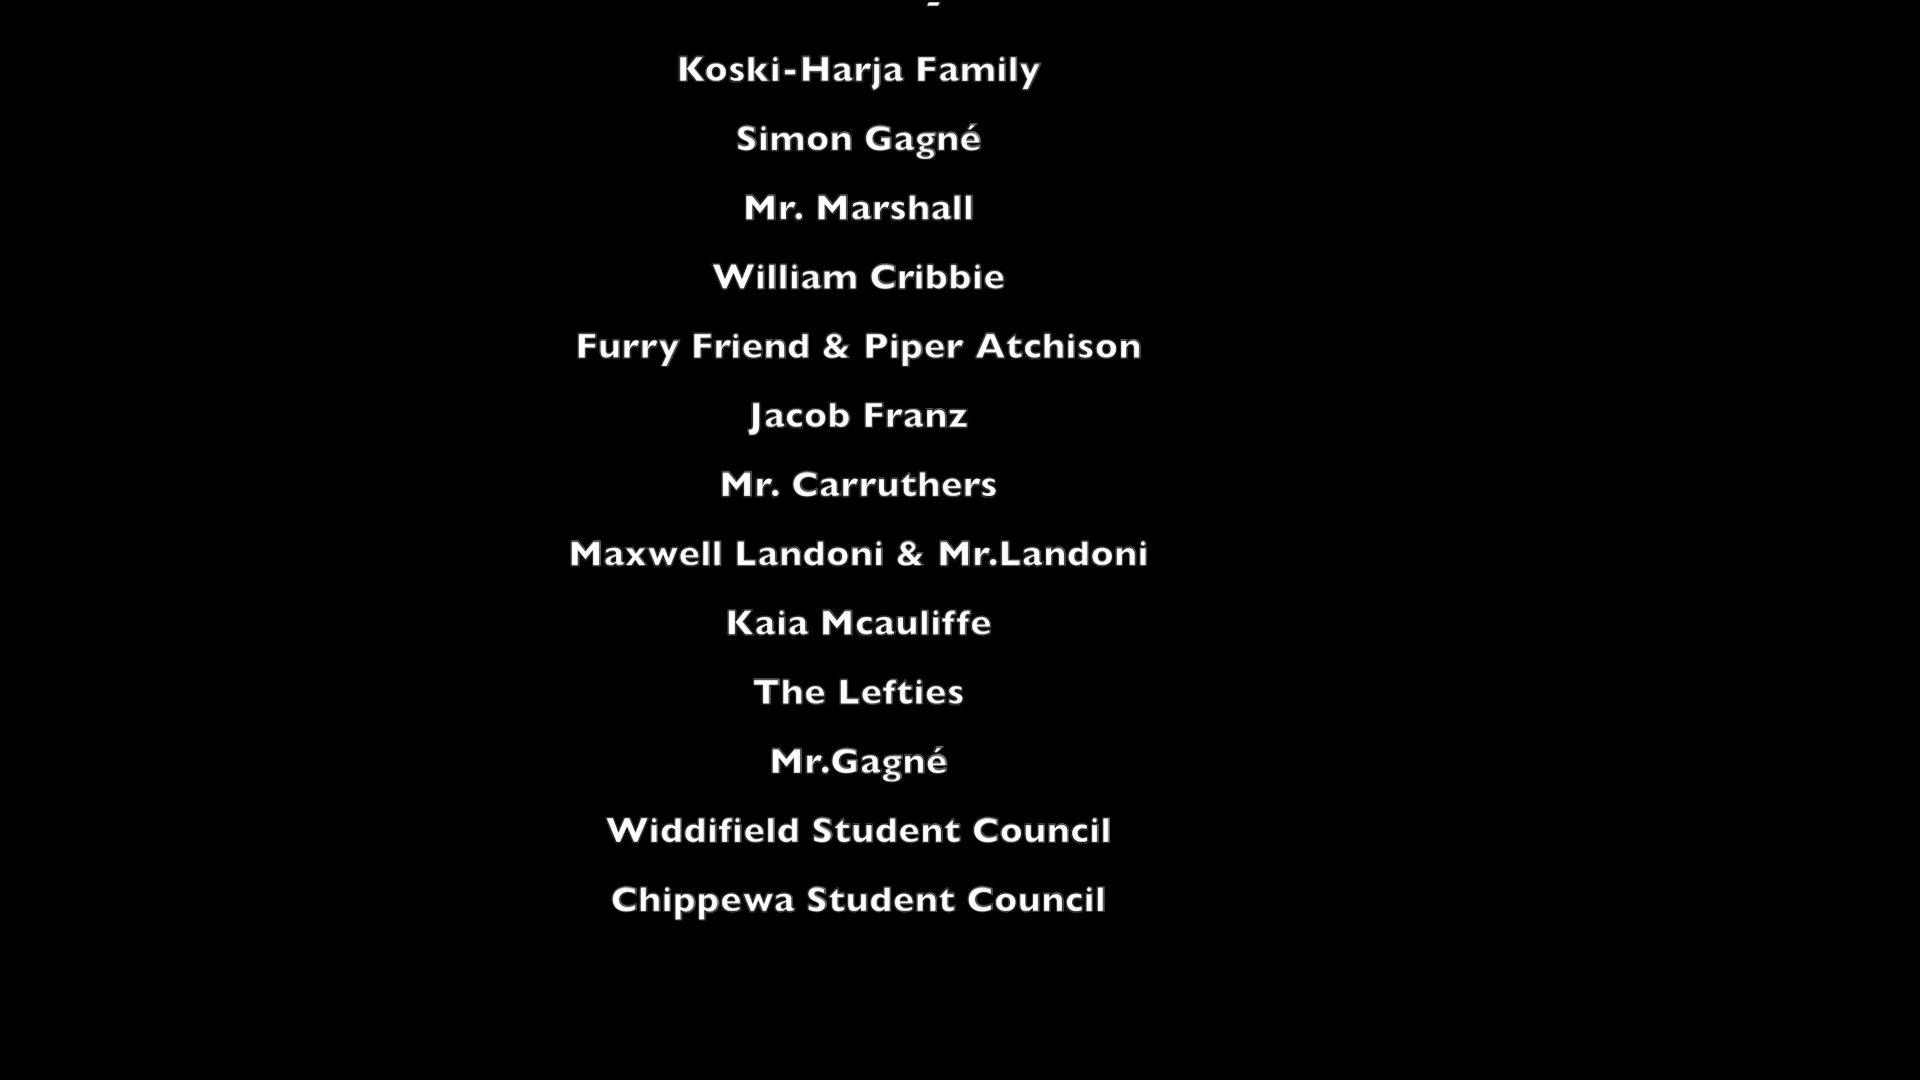 Koski-Harja Family
Simon Gagné
Mr. Marshall
William Cribbie
Furry Friend & Piper Atchison
Jacob Franz
Mr. Carruthers
Maxwell Landoni & Mr.Landoni
Kaia Mcauliffe
The Lefties
Mr.Gagné
Widdifield Student Council
Chippewa Student Council